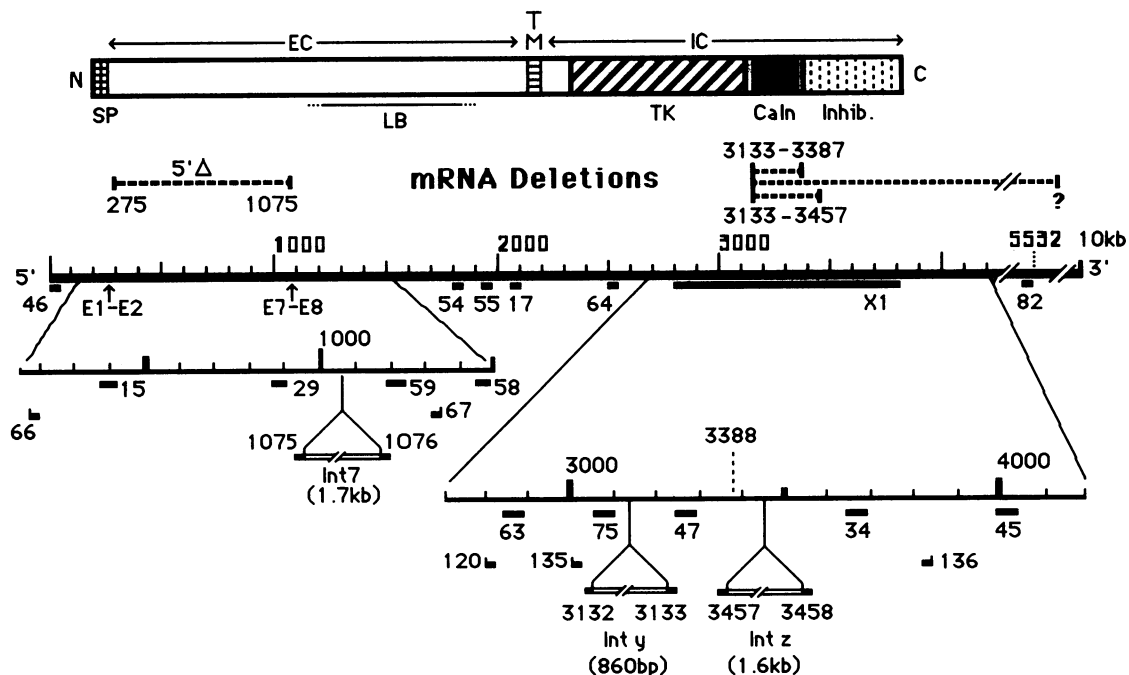 T
EC M IC
N C
SP LB TK Caln Inhib.
3133-3387
5'Δ mRNA Deletions
275 1075 ?
3133-3457
1000 2000 3000 5532 10kb
5' 3'
46 E1-E2 E7-E8 54 55 17 64 X1 82
1000
15 29 59 58
66 67
1075 1076
Int7
(1.7kb)
3388
3000 4000
63 75 47 34 45
120 135 136
3132 3133 3457 3458
Int y Int z
(860bp) (1.6kb)